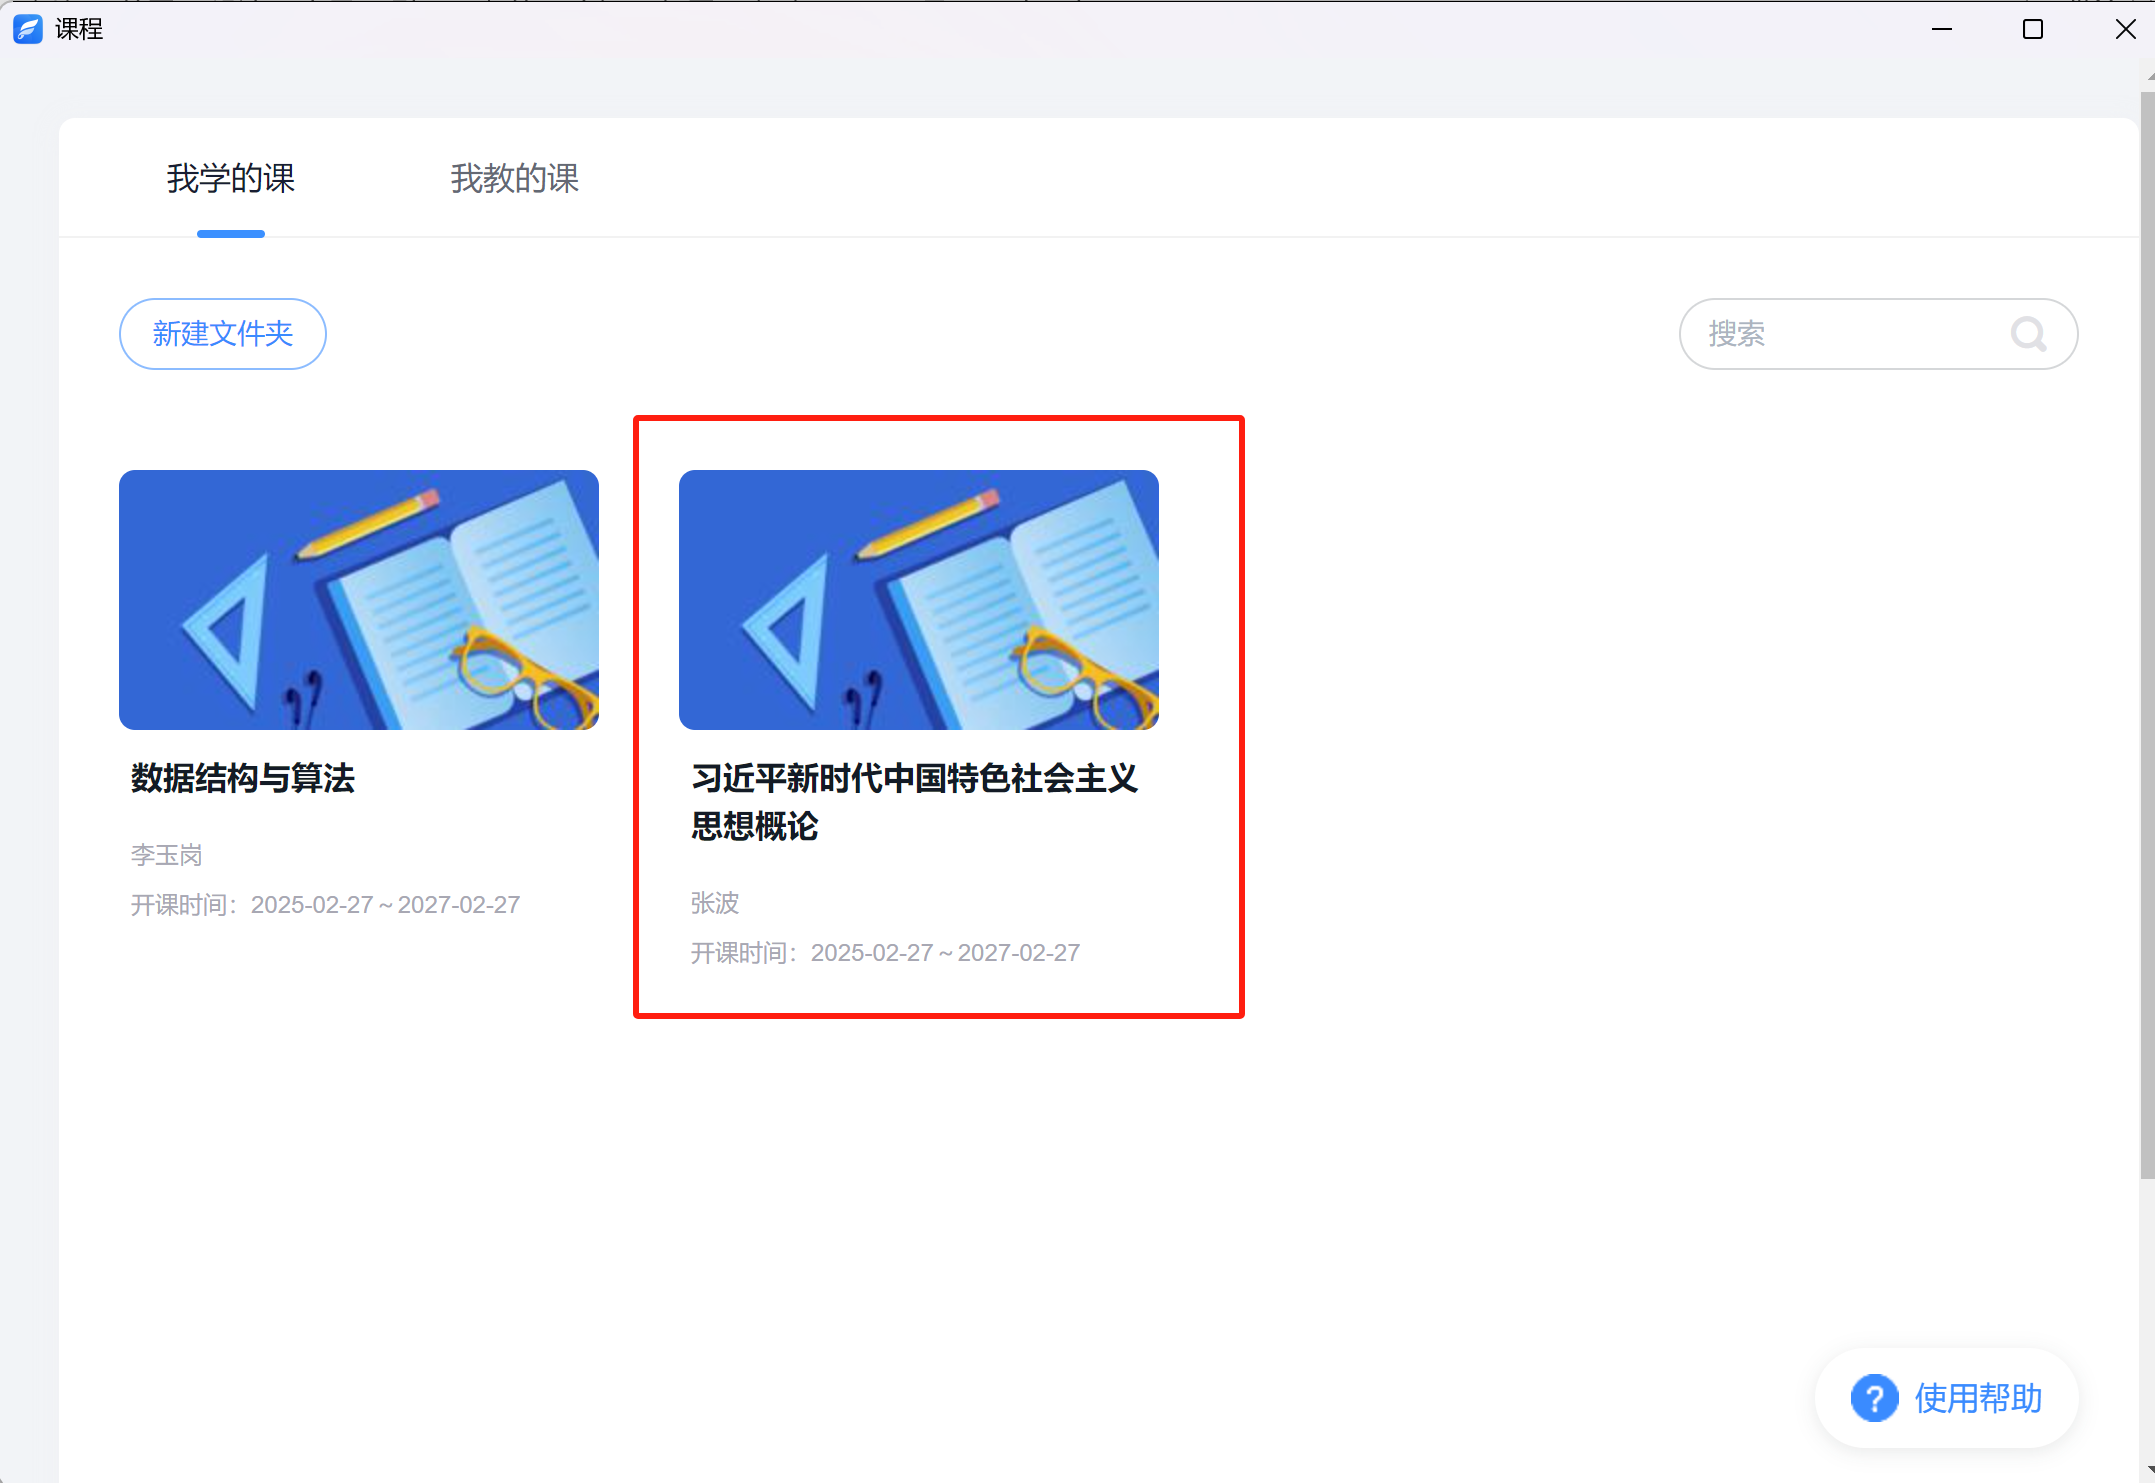 课程
我学的课
我教的课
新建文件夹
搜索
数据结构与算法
李玉岗
开课时间：2025-02-27～2027-02-27
习近平新时代中国特色社会主义
思想概论
张波
开课时间：2025-02-27～2027-02-27
使用帮助